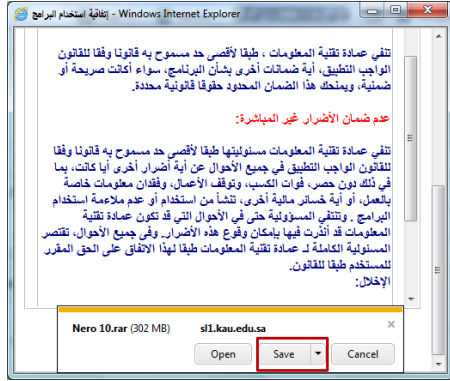 إتفاقية استخدام البرامج - Windows Internet Explorer
تنفي عمادة تقنية المعلومات ، طبقا لأقصى حد مسموح به قانونا وفقا للقانون
الواجب التطبيق، أية ضمانات أخرى بشأن البرنامج، سواء أكانت صريحة أو
ضمنية، ويمنحك هذا الضمان المحدود حقوقا قانونية محددة.
عدم ضمان الأضرار غير المباشرة:
تنفي عمادة تقنية المعلومات مسئوليتها طبقا لأقصى حد مسموح به قانونا وفقا
للقانون الواجب التطبيق في جميع الأحوال عن أية أضرار أخرى أيا كانت، بما
في ذلك دون حصر، فوات الكسب، وتوقف الأعمال، وفقدان معلومات خاصة
بالعمل، أو أية خسائر مالية أخرى، تنشأ من استخدام أو عدم ملاءمة استخدام
البرامج . وتنتفي المسؤولية حتى في الأحوال التي قد تكون عمادة تقنية
المعلومات قد أنذرت فيها بإمكان وقوع هذه الأضرار. وفي جميع الأحوال، تقتصر
المسئولية الكاملة لـ عمادة تقنية المعلومات طبقا لهذا الاتفاق على الحق المقرر
للمستخدم طبقا للقانون.
الإخلال:
Nero 10.rar (302 MB) sl1.kau.edu.sa
Open Save Cancel